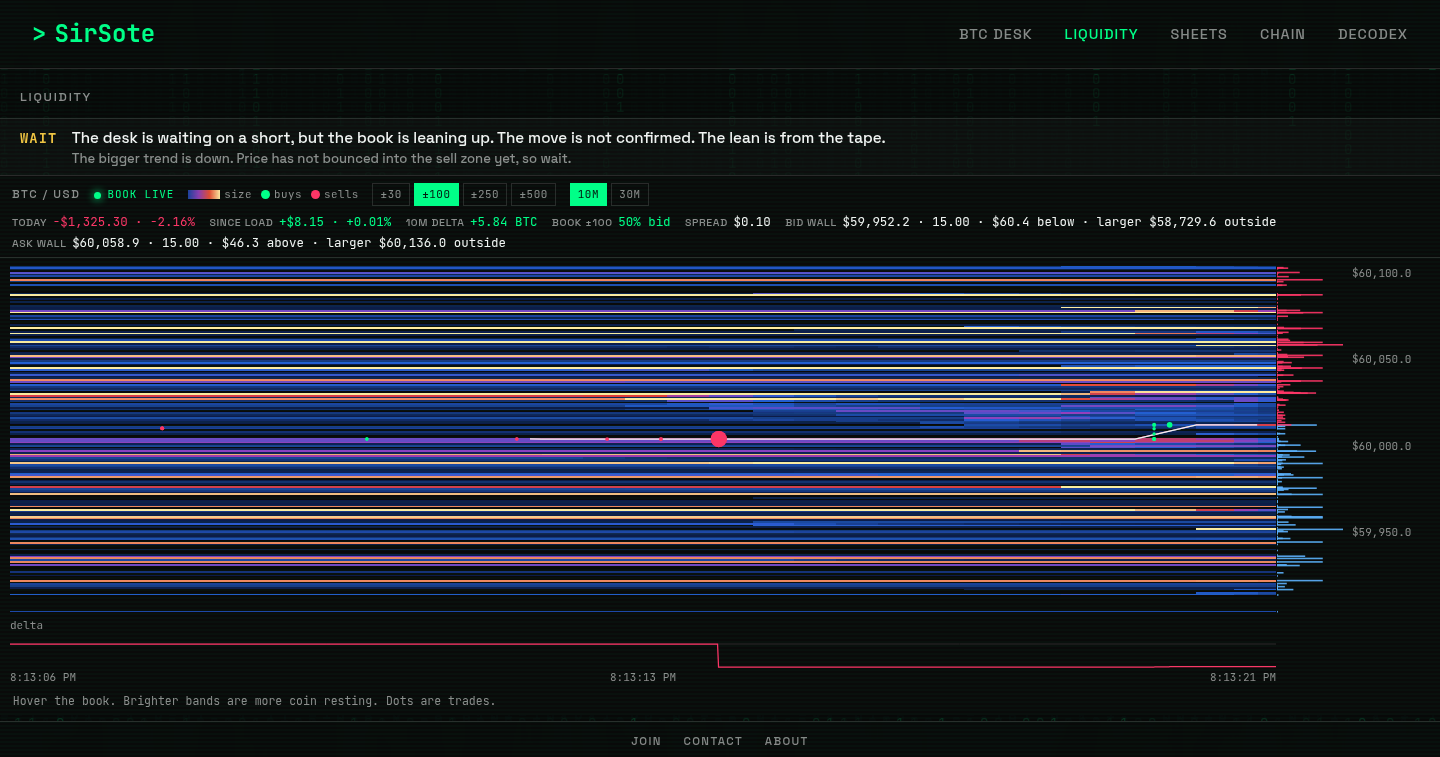 > SirSote
BTC DESK LIQUIDITY SHEETS CHAIN DECODEX
LIQUIDITY
WAIT The desk is waiting on a short, but the book is leaning up. The move is not confirmed. The lean is from the tape.
The bigger trend is down. Price has not bounced into the sell zone yet, so wait.
BTC / USD BOOK LIVE size buys sells ±30 ±100 ±250 ±500 10M 30M
TODAY -$1,325.30 · -2.16% SINCE LOAD +$8.15 · +0.01% 10M DELTA +5.84 BTC BOOK ±100 50% bid SPREAD $0.10 BID WALL $59,952.2 · 15.00 · $60.4 below · larger $58,729.6 outside
ASK WALL $60,058.9 · 15.00 · $46.3 above · larger $60,136.0 outside
$60,100.0
$60,050.0
$60,000.0
$59,950.0
delta
8:13:06 PM 8:13:13 PM 8:13:21 PM
Hover the book. Brighter bands are more coin resting. Dots are trades.
JOIN CONTACT ABOUT